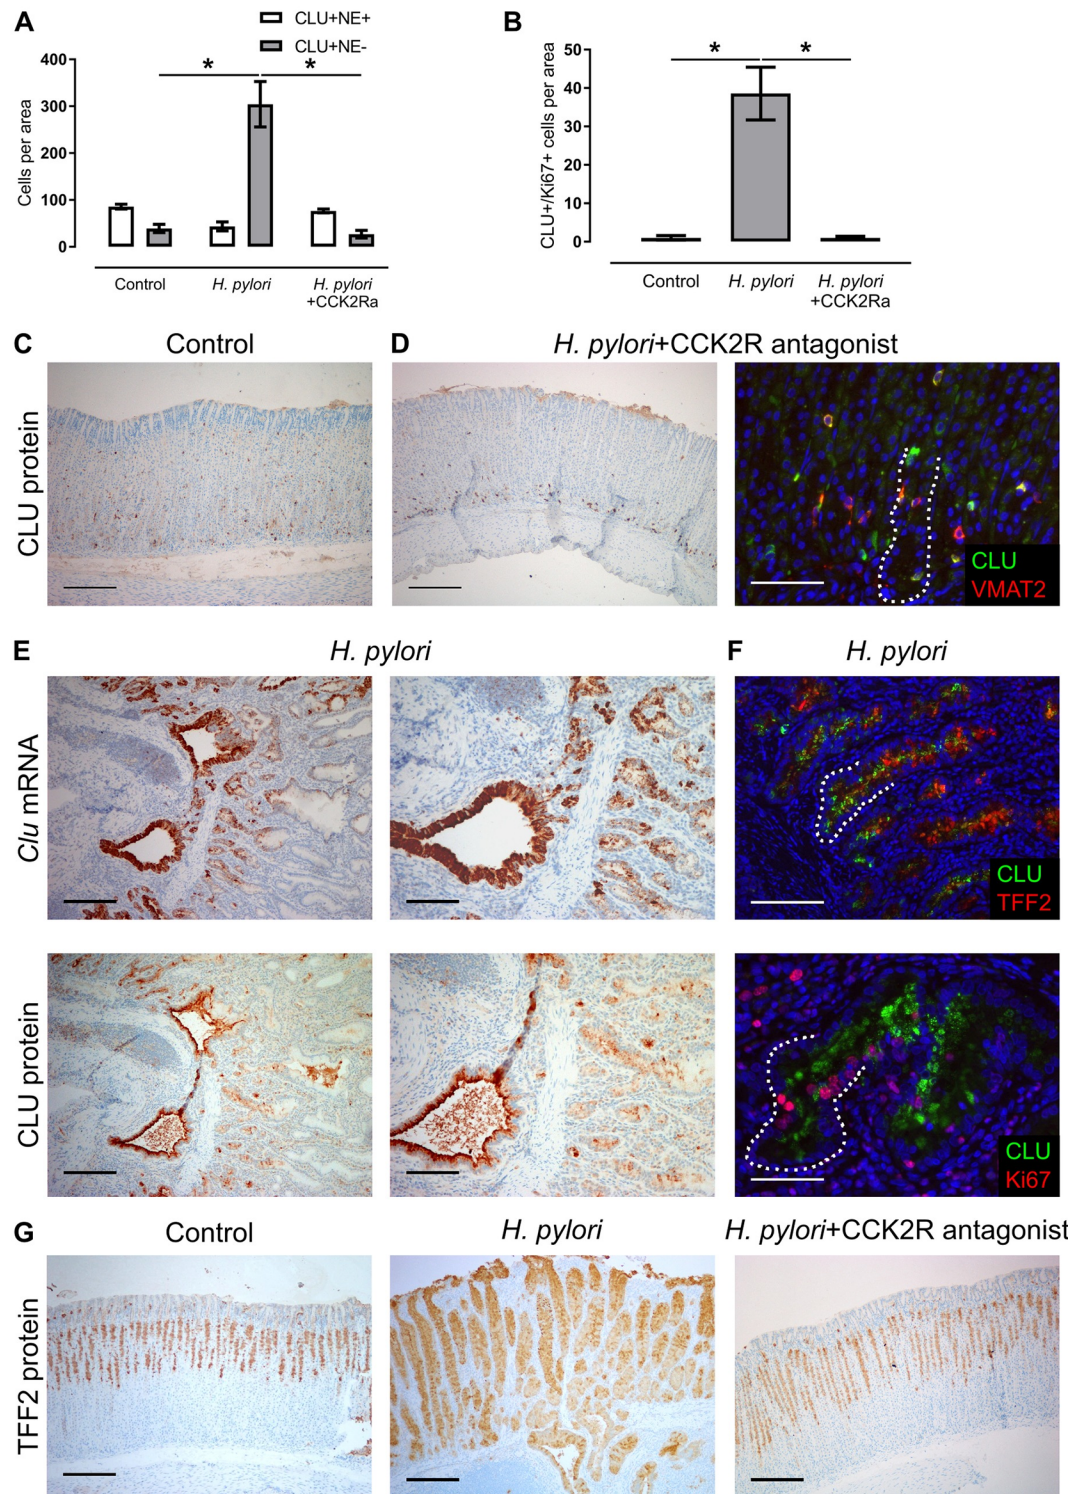 A
CLU+NE+
CLU+NE-
Cells per area
400
300
200
100
0
*
*
Control
H. pylori
H. pylori
+CCK2Ra
B
CLU+/Ki67+ cells per area
50
40
30
20
10
0
*
*
Control
H. pylori
H. pylori
+CCK2Ra
C
Control
D
H. pylori+CCK2R antagonist
CLU protein
CLU
VMAT2
E
H. pylori
F
H. pylori
Clu mRNA
CLU
TFF2
CLU protein
CLU
Ki67
G
Control
H. pylori
H. pylori+CCK2R antagonist
TFF2 protein